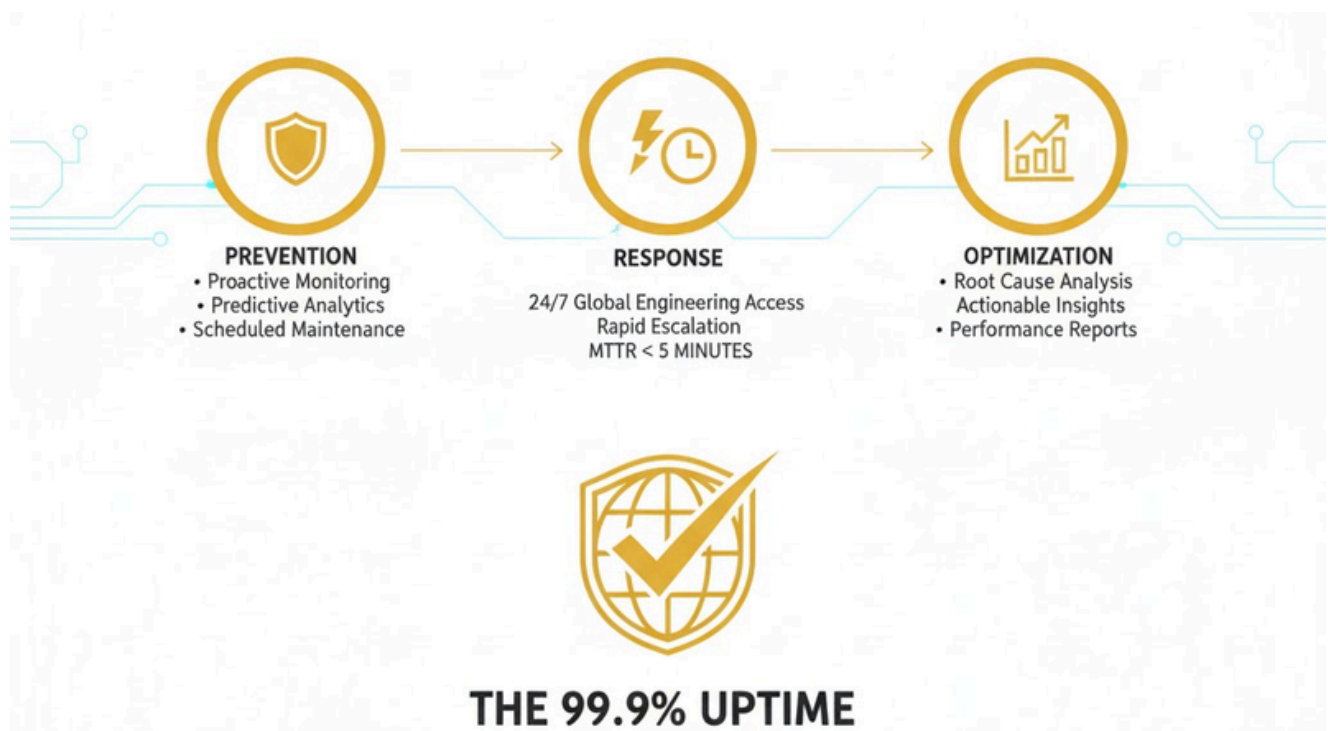 PREVENTION
• Proactive Monitoring
• Predictive Analytics
• Scheduled Maintenance
RESPONSE
24/7 Global Engineering Access
Rapid Escalation
MTTR < 5 MINUTES
OPTIMIZATION
• Root Cause Analysis
Actionable Insights
• Performance Reports
THE 99.9% UPTIME